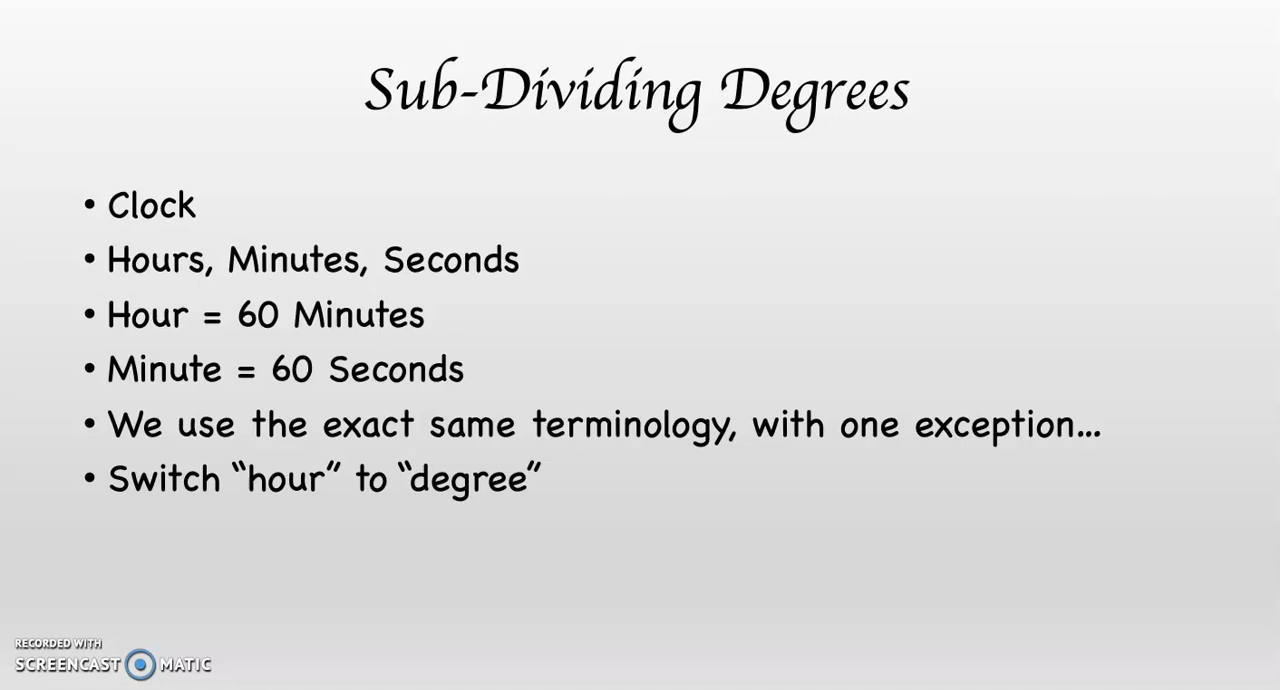 Sub-Dividing Degrees
• Clock
• Hours, Minutes, Seconds
• Hour = 60 Minutes
• Minute = 60 Seconds
• We use the exact same terminology, with one exception...
• Switch “hour” to “degree”
RECORDED WITH
SCREENCAST MATIC